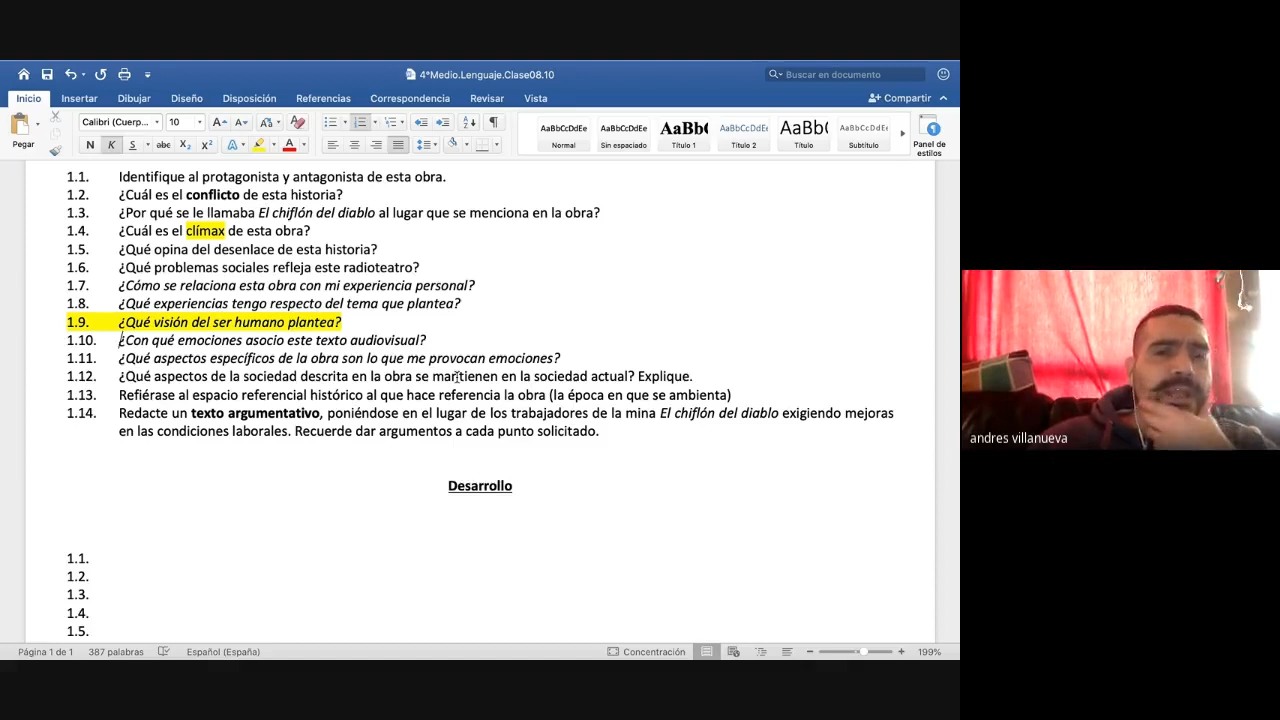 4°Medio.Lenguaje.Clase08.10
Buscar en documento
Inicio Insertar Dibujar Diseño Disposición Referencias Correspondencia Revisar Vista
Compartir
Pegar
Calibri (Cuerp... 10
N K S abc X₂ X²
AaBbCcDdEe AaBbCcDdEe AaBb( AaBbCcDdEe AaBb( AaBbCcDdEe
Normal Sin espaciado Título 1 Título 2 Título Subtítulo
Panel de estilos
1.1. Identifique al protagonista y antagonista de esta obra.
1.2. ¿Cuál es el conflicto de esta historia?
1.3. ¿Por qué se le llamaba El chiflón del diablo al lugar que se menciona en la obra?
1.4. ¿Cuál es el clímax de esta obra?
1.5. ¿Qué opina del desenlace de esta historia?
1.6. ¿Qué problemas sociales refleja este radioteatro?
1.7. ¿Cómo se relaciona esta obra con mi experiencia personal?
1.8. ¿Qué experiencias tengo respecto del tema que plantea?
1.9. ¿Qué visión del ser humano plantea?
1.10. ¿Con qué emociones asocio este texto audiovisual?
1.11. ¿Qué aspectos específicos de la obra son lo que me provocan emociones?
1.12. ¿Qué aspectos de la sociedad descrita en la obra se mantienen en la sociedad actual? Explique.
1.13. Refiérase al espacio referencial histórico al que hace referencia la obra (la época en que se ambienta)
1.14. Redacte un texto argumentativo, poniéndose en el lugar de los trabajadores de la mina El chiflón del diablo exigiendo mejoras
en las condiciones laborales. Recuerde dar argumentos a cada punto solicitado.
Desarrollo
1.1.
1.2.
1.3.
1.4.
1.5.
Página 1 de 1 387 palabras Español (España) Concentración 199%
andres villanueva